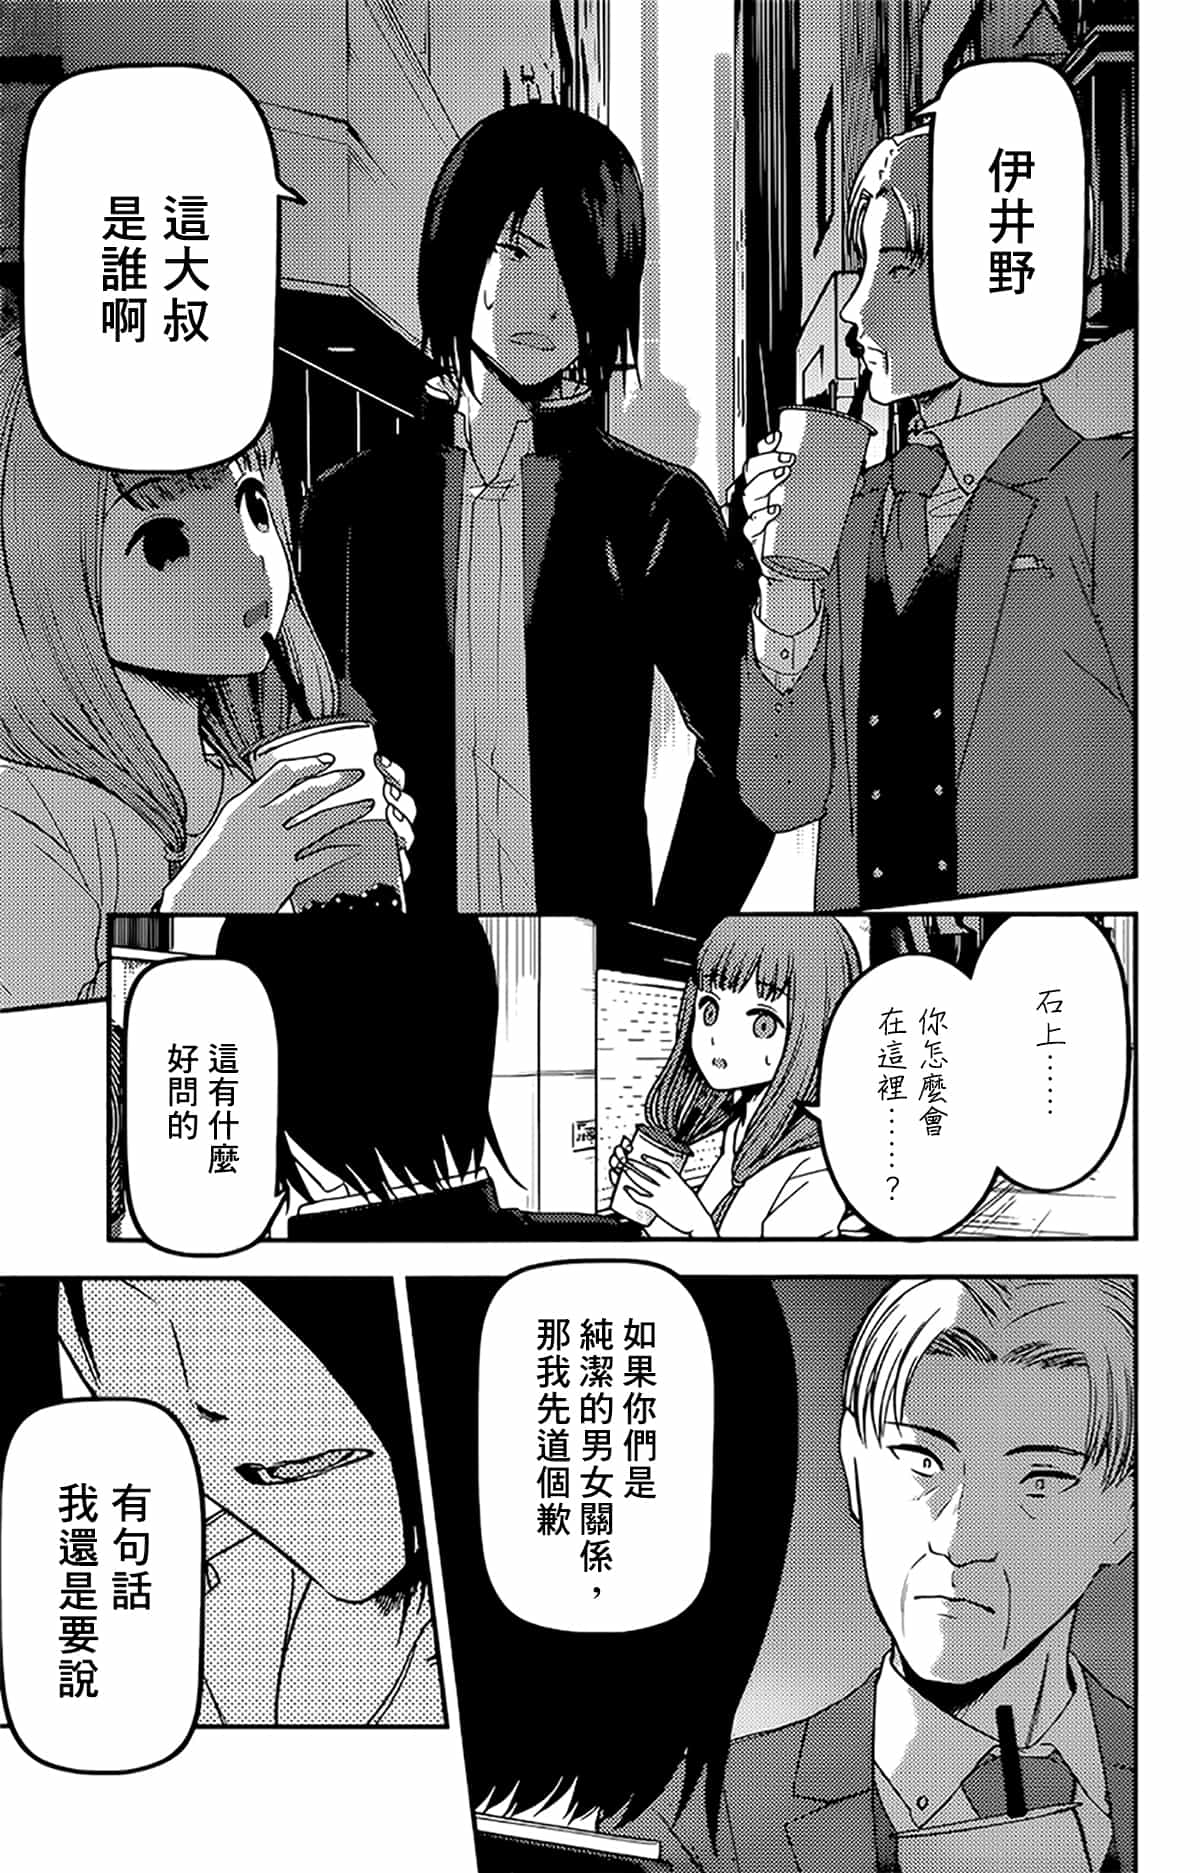 伊井野
這大叔
是誰啊
石上……
你怎麼會
在這裡……？
這有什麼
好問的
如果你們是
純潔的男女關係，
那我先道個歉
有句話
我還是要說